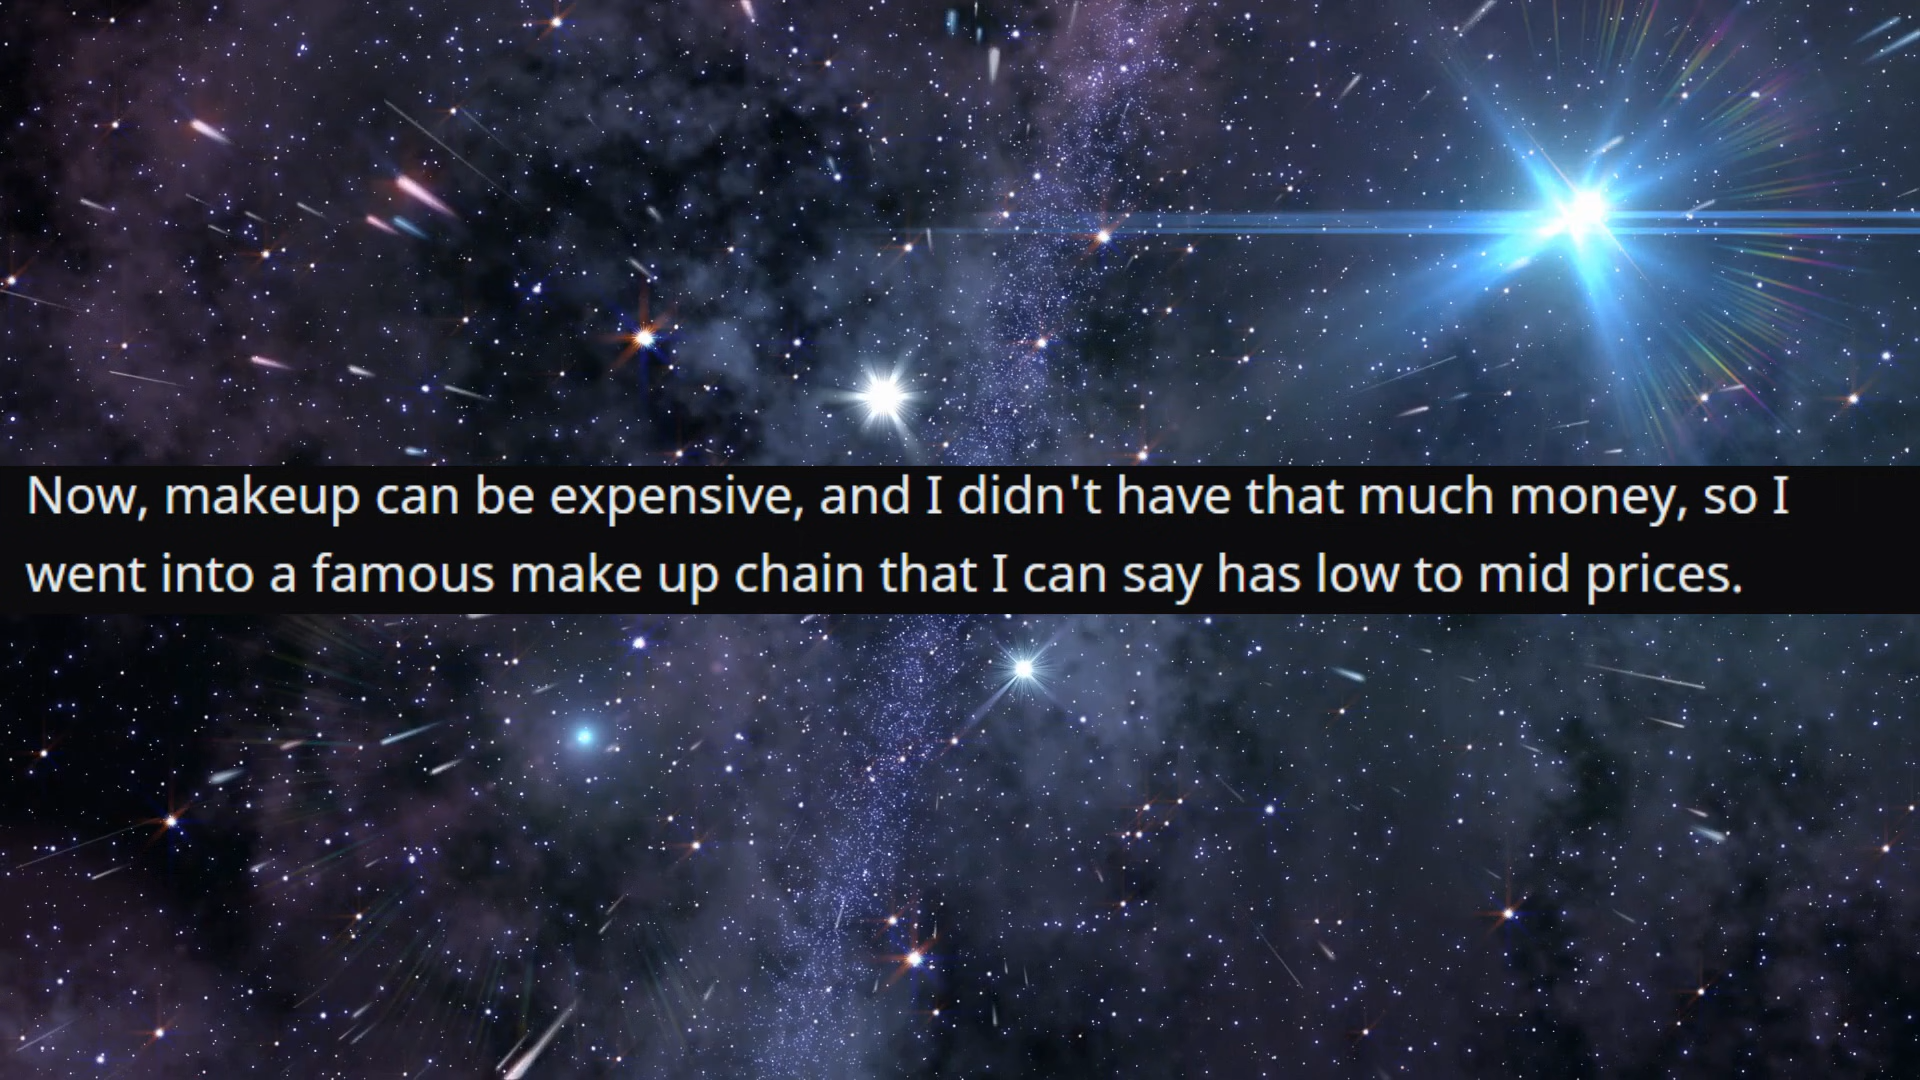 Now, makeup can be expensive, and I didn't have that much money, so I
went into a famous make up chain that I can say has low to mid prices.